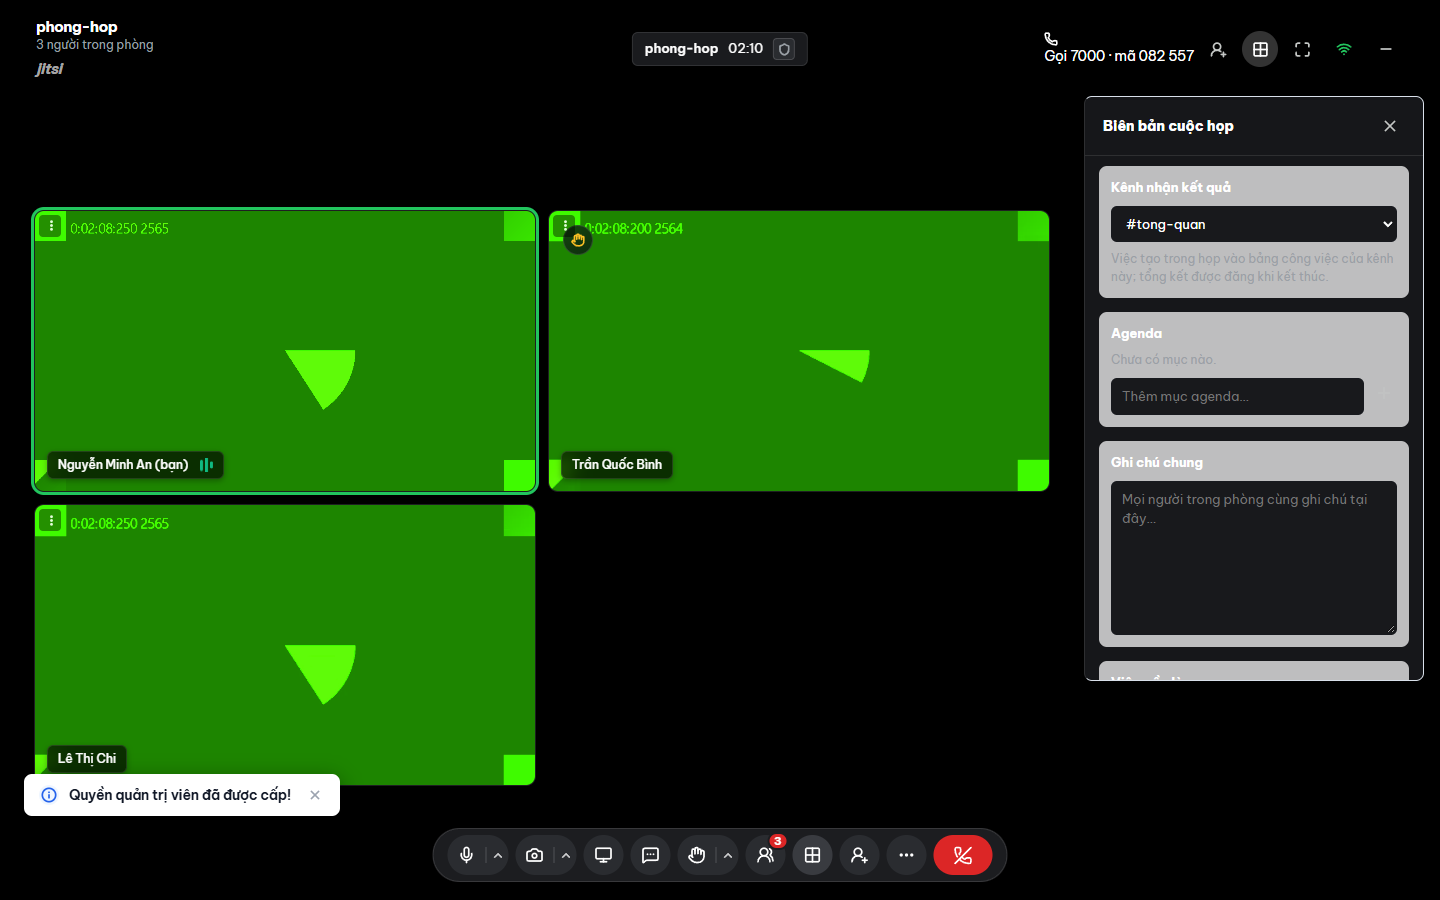 phong-hop
3 người trong phòng
jitsi
phong-hop 02:10
Gọi 7000 · mã 082 557
0:02:08:250 2565
Nguyễn Minh An (bạn)
0:02:08:200 2564
Trần Quốc Bình
0:02:08:250 2565
Lê Thị Chi
Biên bản cuộc họp
Kênh nhận kết quả
#tong-quan
Việc tạo trong họp vào bảng công việc của kênh
này; tổng kết được đăng khi kết thúc.
Agenda
Chưa có mục nào.
Thêm mục agenda...
Ghi chú chung
Mọi người trong phòng cùng ghi chú tại
đây...
Quyền quản trị viên đã được cấp!
3